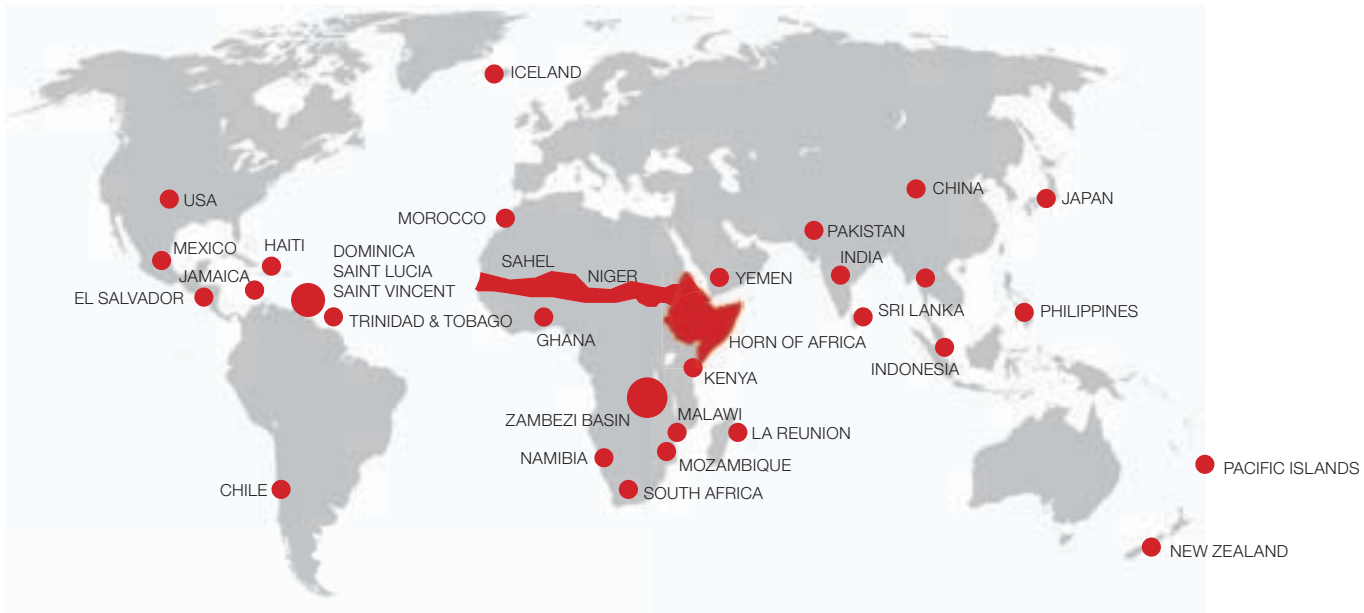 ICELAND
USA
CHINA
JAPAN
MOROCCO
PAKISTAN
MEXICO
HAITI
DOMINICA
SAINT LUCIA
SAINT VINCENT
SAHEL
NIGER
INDIA
YEMEN
JAMAICA
EL SALVADOR
TRINIDAD & TOBAGO
GHANA
SRI LANKA
PHILIPPINES
HORN OF AFRICA
INDONESIA
KENYA
ZAMBEZI BASIN
MALAWI
LA REUNION
NAMIBIA
MOZAMBIQUE
PACIFIC ISLANDS
CHILE
SOUTH AFRICA
NEW ZEALAND